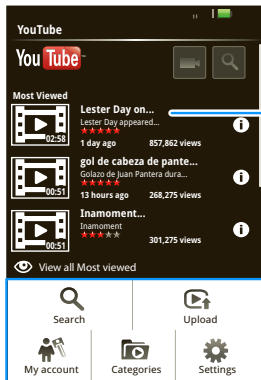 YouTube
You Tube™
Most Viewed
Lester Day on...
Lester Day appeared...
02:58
1 day ago 857,862 views
gol de cabeza de pante...
Golazo de Juan Pantera dura...
00:51
13 hours ago 268,275 views
Inamoment...
Inamoment
00:51
301,275 views
View all Most viewed
Search Upload
My account Categories Settings